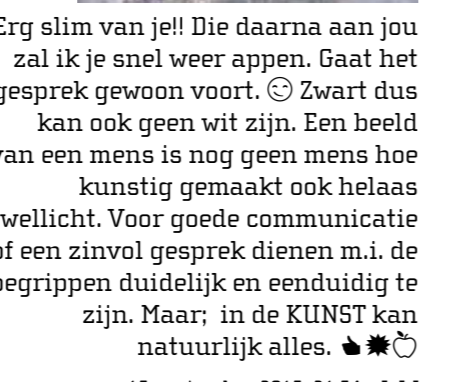 Erg slim van je!! Die daarna aan jou
zal ik je snel weer appen. Gaat het
gesprek gewoon voort. 😉 Zwart dus
kan ook geen wit zijn. Een beeld
van een mens is nog geen mens hoe
kunstig gemaakt ook helaas
wellicht. Voor goede communicatie
of een zinvol gesprek dienen m.i. de
begrippen duidelijk en eenduidig te
zijn. Maar;  in de KUNST kan
natuurlijk alles. 👍